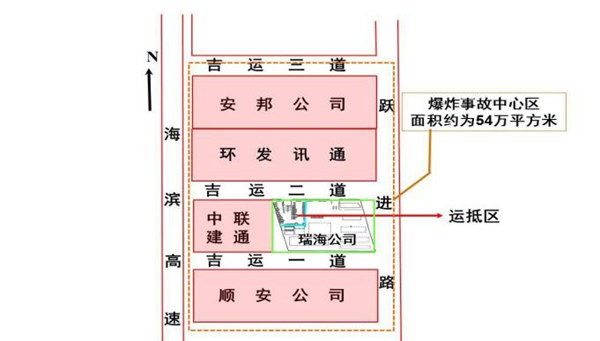 N
吉运三道
安邦公司
跃
爆炸事故中心区
面积约为54万平方米
海
环发讯通
滨
吉运二道
进
中联
建通
瑞海公司
运抵区
高
吉运一道
路
顺安公司
速